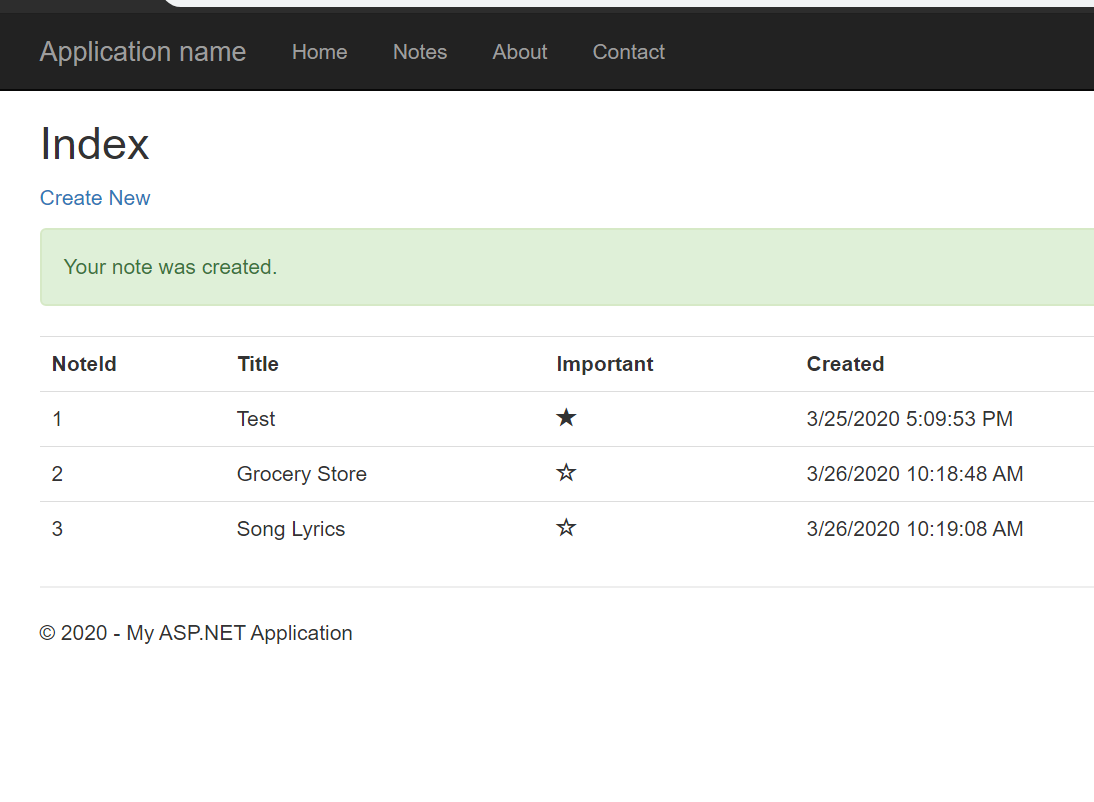 Application name Home Notes About Contact
Index
Create New
Your note was created.
NoteId Title Important Created
1 Test ★ 3/25/2020 5:09:53 PM
2 Grocery Store ☆ 3/26/2020 10:18:48 AM
3 Song Lyrics ☆ 3/26/2020 10:19:08 AM
© 2020 - My ASP.NET Application